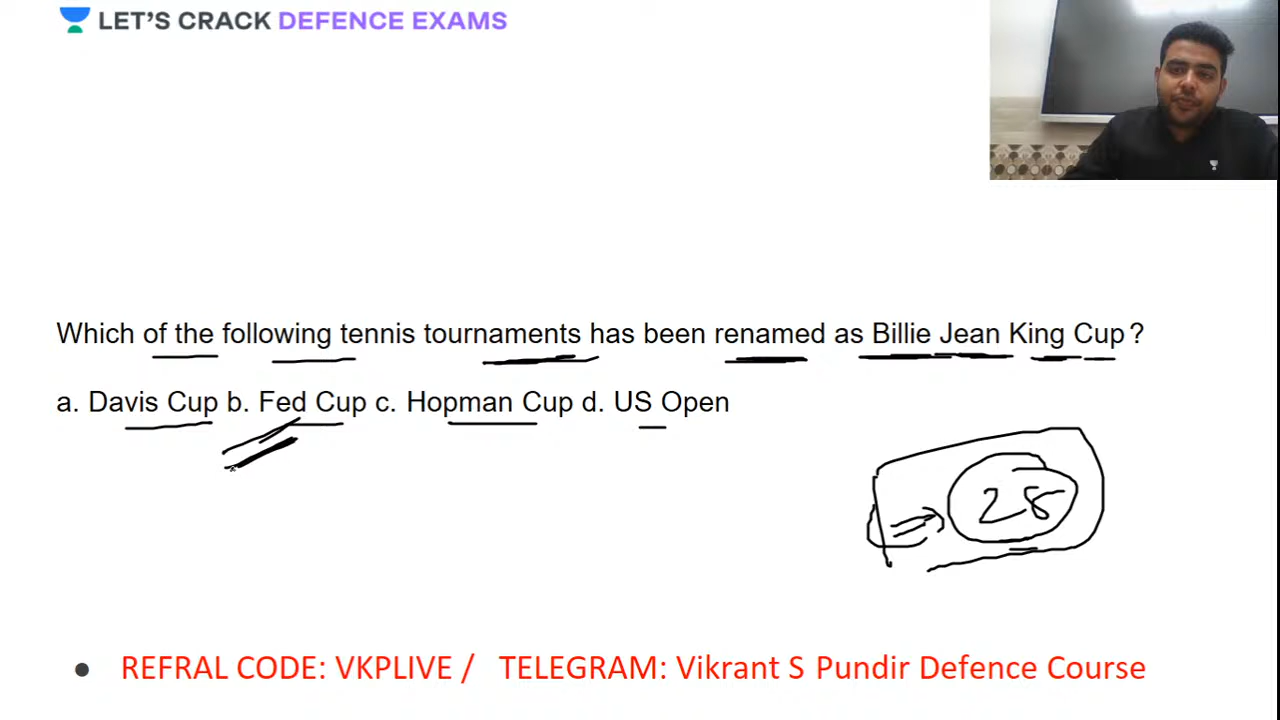 LET'S CRACK DEFENCE EXAMS
Which of the following tennis tournaments has been renamed as Billie Jean King Cup?
a. Davis Cup b. Fed Cup c. Hopman Cup d. US Open
28
● REFRAL CODE: VKPLIVE / TELEGRAM: Vikrant S Pundir Defence Course